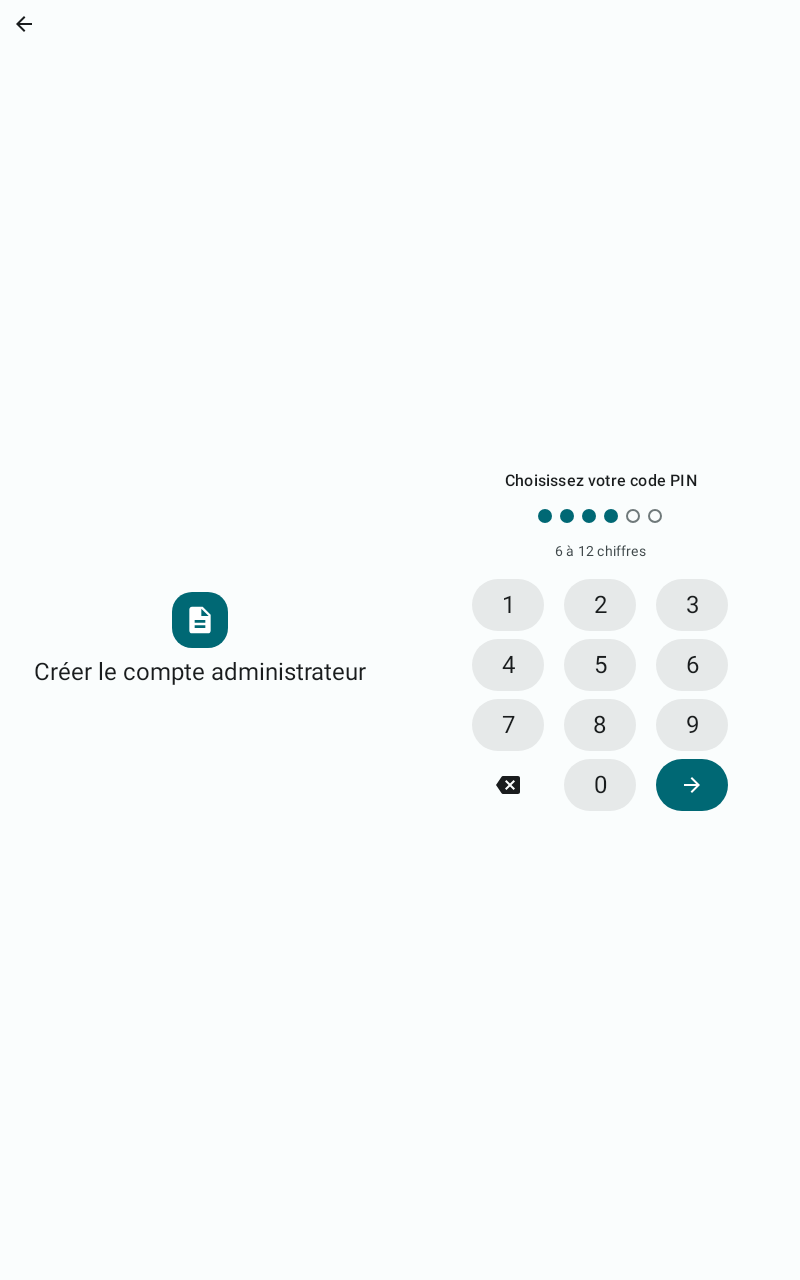 Choisissez votre code PIN
6 à 12 chiffres
Créer le compte administrateur
1 2 3
4 5 6
7 8 9
0